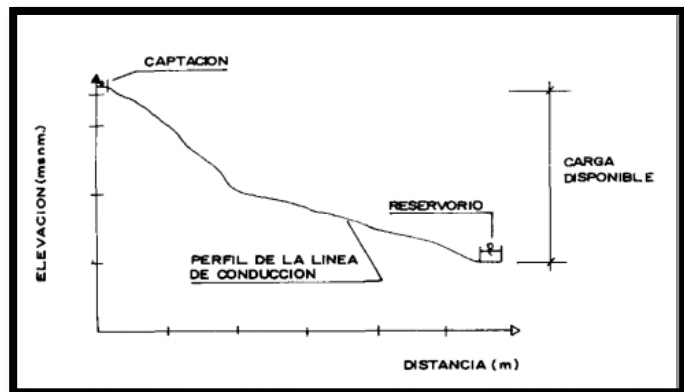 CAPTACION
ELEVACION (msnm.)
CARGA
DISPONIBLE
RESERVORIO
PERFIL DE LA LINEA
DE CONDUCCION
DISTANCIA (m)